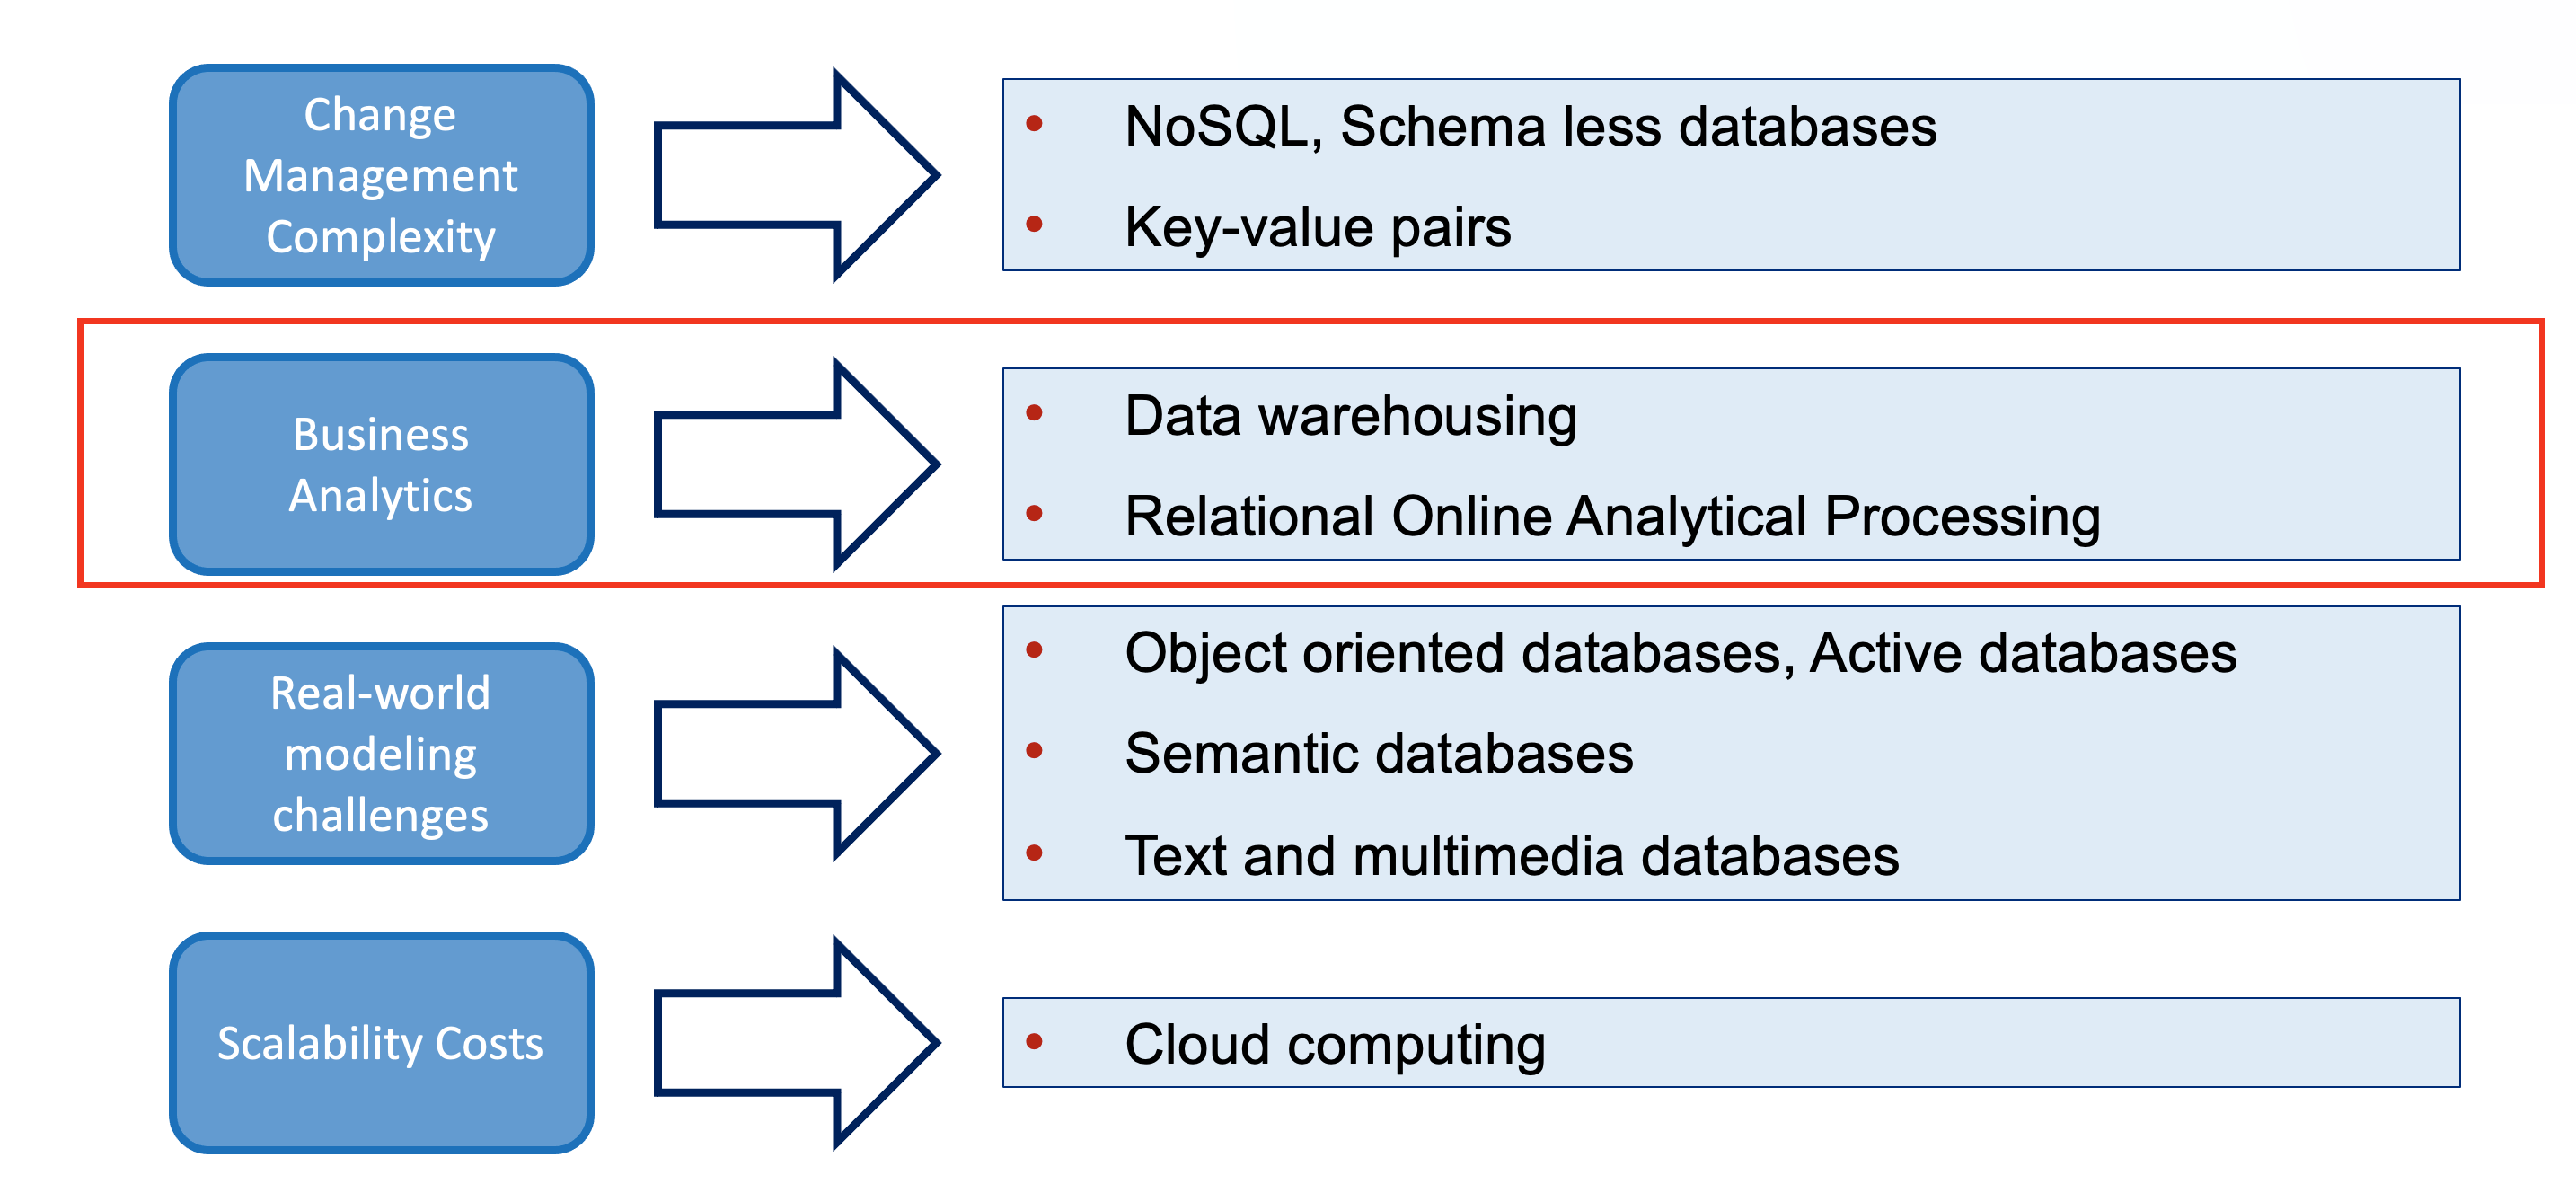 Change
Management
Complexity
• NoSQL, Schema less databases
• Key-value pairs
Business
Analytics
• Data warehousing
• Relational Online Analytical Processing
Real-world
modeling
challenges
• Object oriented databases, Active databases
• Semantic databases
• Text and multimedia databases
Scalability Costs
• Cloud computing